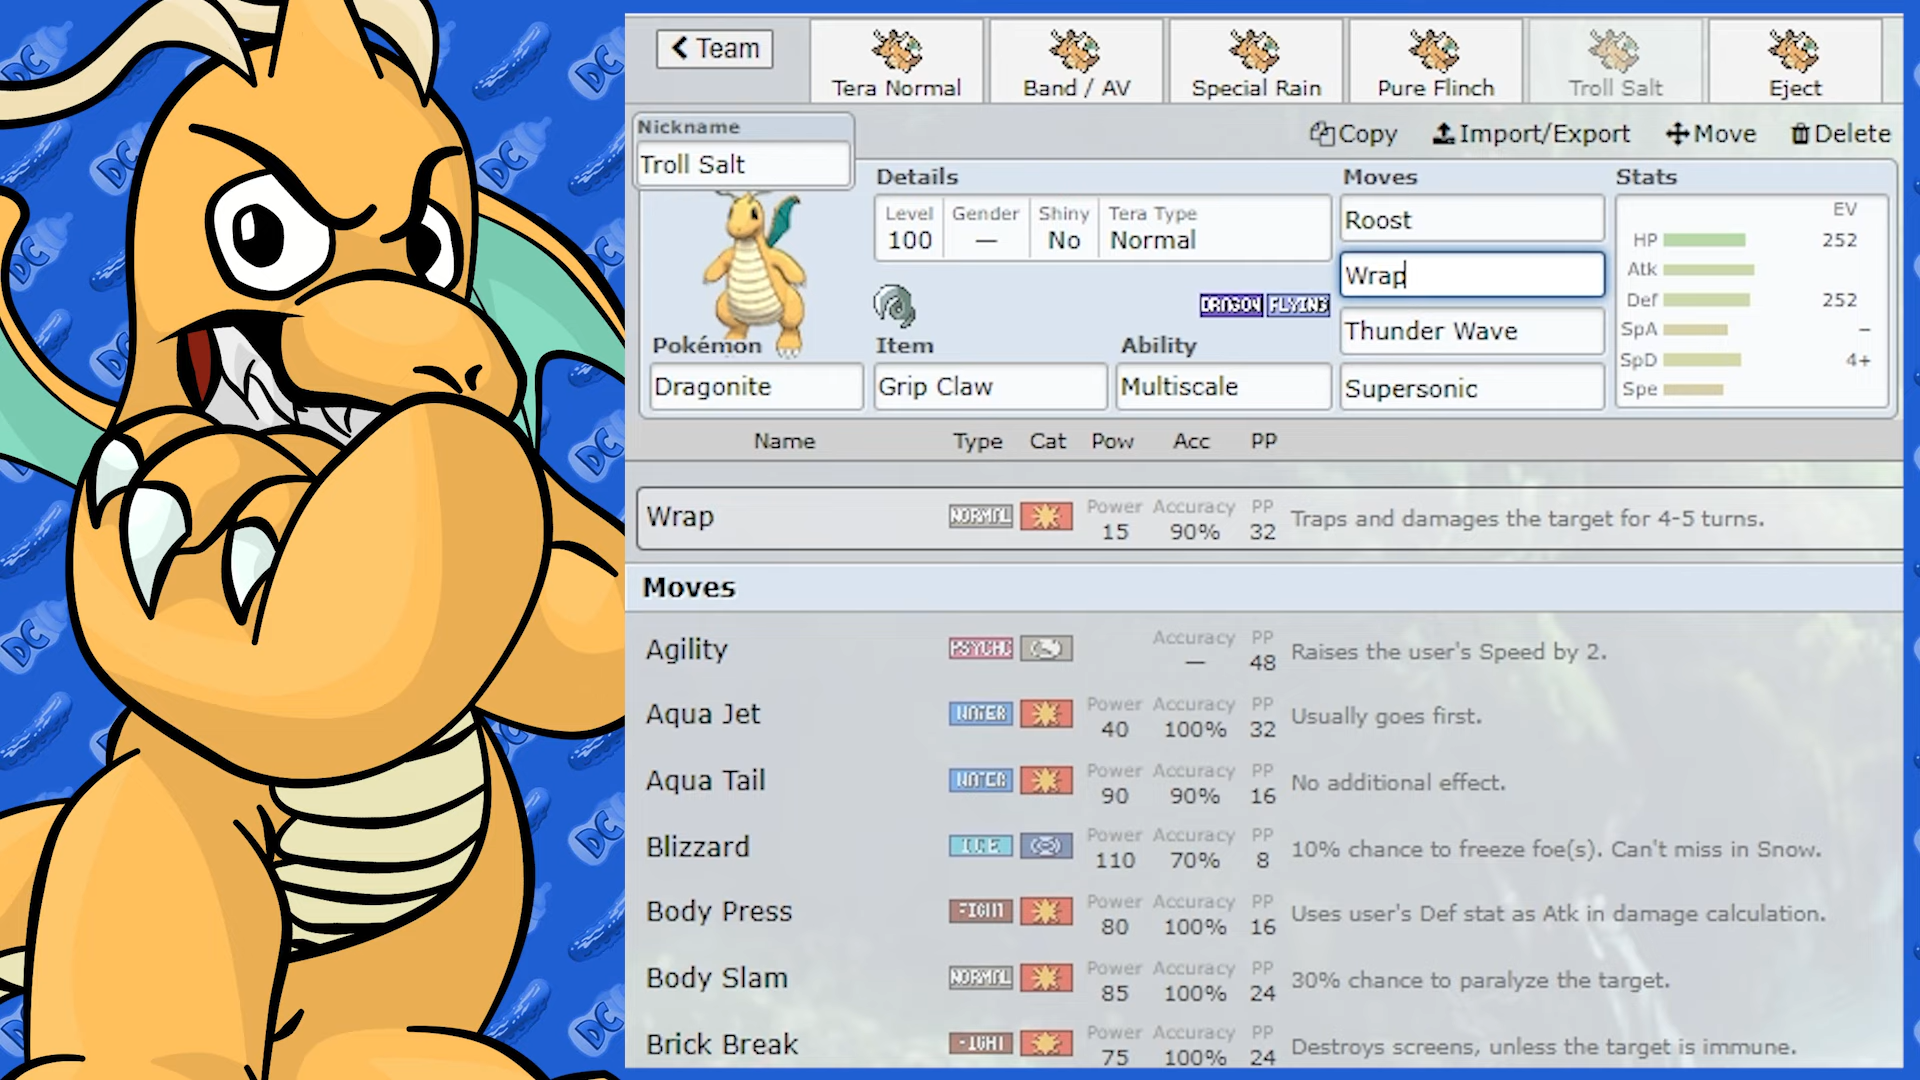 Team
Tera Normal
Band / AV
Special Rain
Pure Flinch
Troll Salt
Eject
Nickname
Troll Salt
Copy
Import/Export
Move
Delete
Details
Moves
Stats
Level
Gender
Shiny
Tera Type
100
—
No
Normal
DRAGON
FLYING
Pokémon
Item
Ability
Dragonite
Grip Claw
Multiscale
Roost
Wrap
Thunder Wave
Supersonic
EV
HP 252
Atk
Def 252
SpA –
SpD 4+
Spe
Name Type Cat Pow Acc PP
Wrap NORMAL Power 15 Accuracy 90% PP 32 Traps and damages the target for 4-5 turns.
Moves
Agility PSYCHC Accuracy — PP 48 Raises the user's Speed by 2.
Aqua Jet WATER Power 40 Accuracy 100% PP 32 Usually goes first.
Aqua Tail WATER Power 90 Accuracy 90% PP 16 No additional effect.
Blizzard ICE Power 110 Accuracy 70% PP 8 10% chance to freeze foe(s). Can't miss in Snow.
Body Press FIGHT Power 80 Accuracy 100% PP 16 Uses user's Def stat as Atk in damage calculation.
Body Slam NORMAL Power 85 Accuracy 100% PP 24 30% chance to paralyze the target.
Brick Break FIGHT Power 75 Accuracy 100% PP 24 Destroys screens, unless the target is immune.
DC
DC
DC
DC
DC
DC
DC
DC